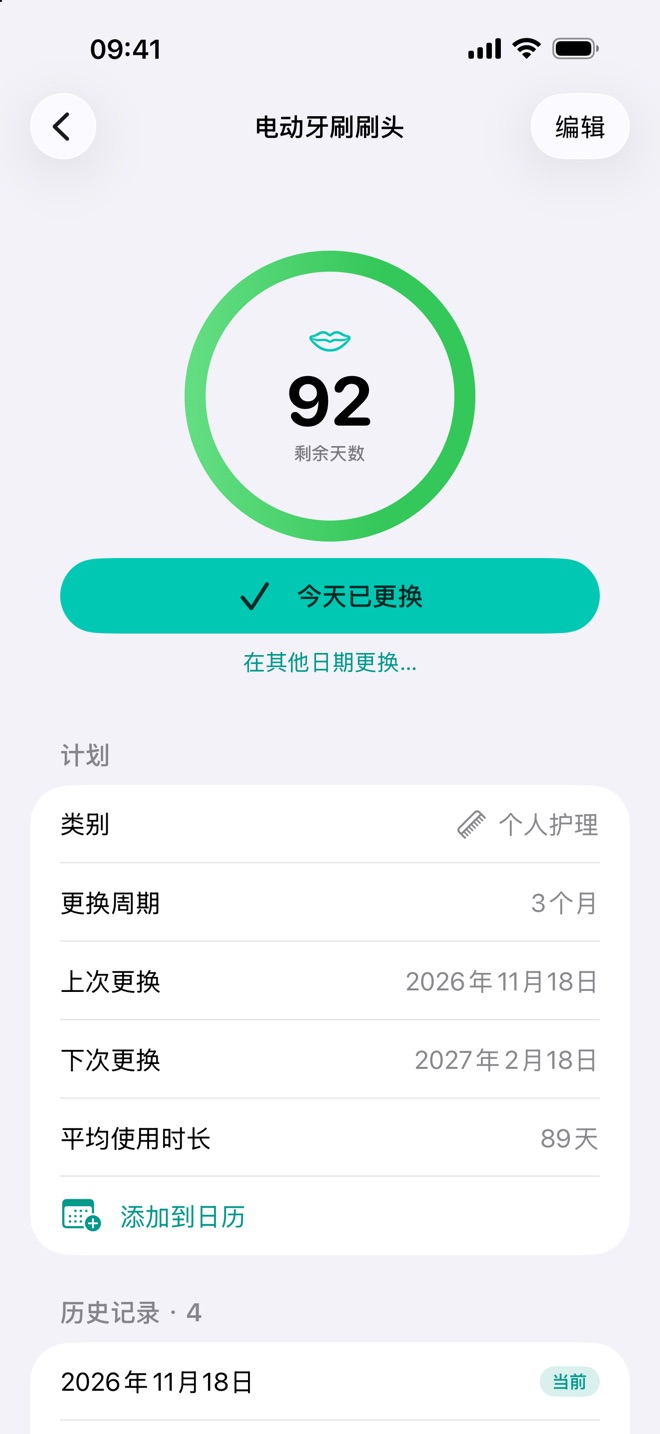 09:41
电动牙刷刷头
编辑
92
剩余天数
今天已更换
在其他日期更换...
计划
类别 个人护理
更换周期 3个月
上次更换 2026年11月18日
下次更换 2027年2月18日
平均使用时长 89天
添加到日历
历史记录 · 4
2026年11月18日 当前